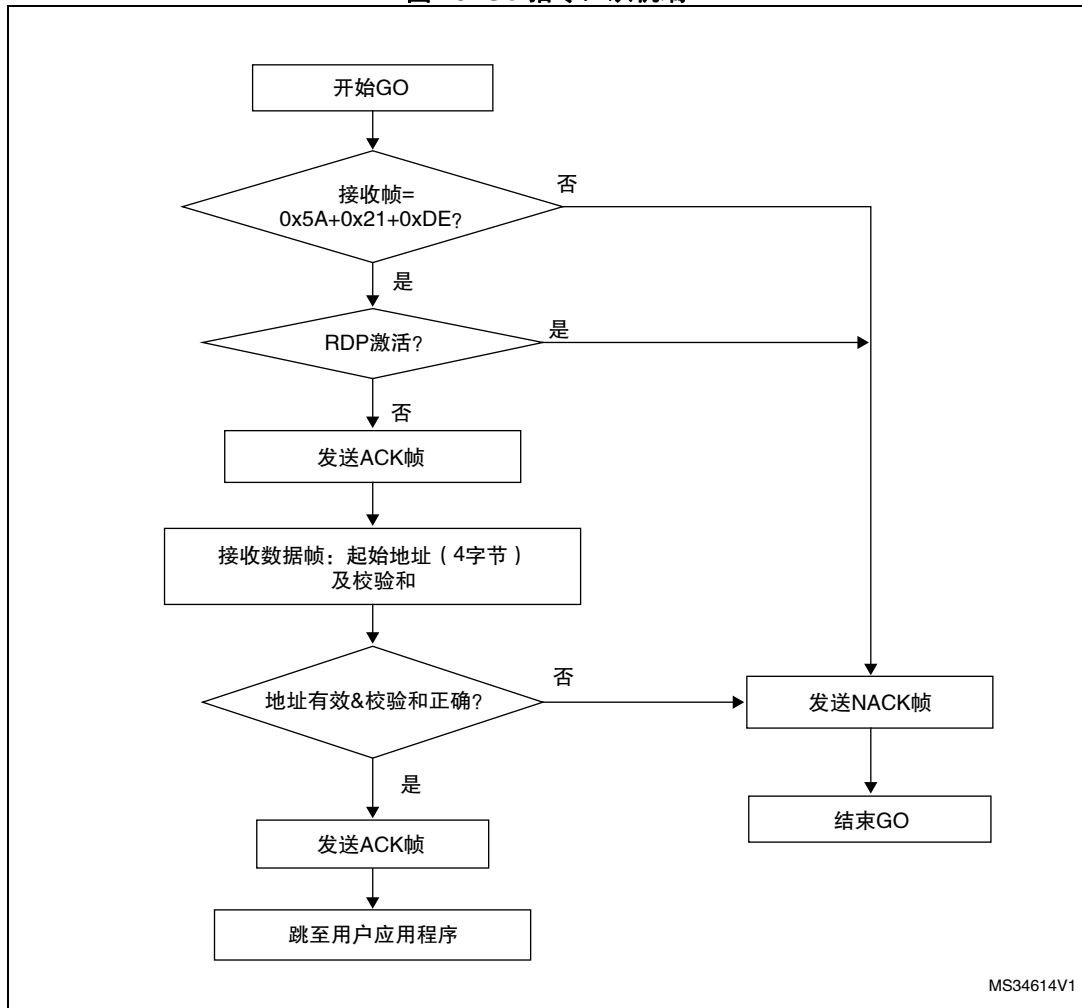 开始GO
接收帧=
0x5A+0x21+0xDE?
否
是
RDP激活?
是
否
发送ACK帧
接收数据帧：起始地址（4字节）
及校验和
地址有效&校验和正确?
否
发送NACK帧
是
结束GO
发送ACK帧
跳至用户应用程序
MS34614V1